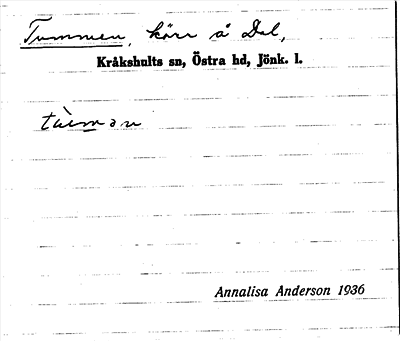 Tummen, kärr å Dal,
Kråkshults sn, Östra hd, Jönk. l.
Annalisa Anderson 1936